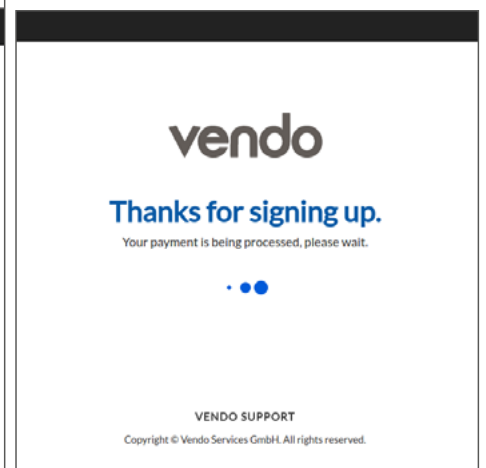 vendo
Thanks for signing up.
Your payment is being processed, please wait.
VENDO SUPPORT
Copyright © Vendo Services GmbH. All rights reserved.